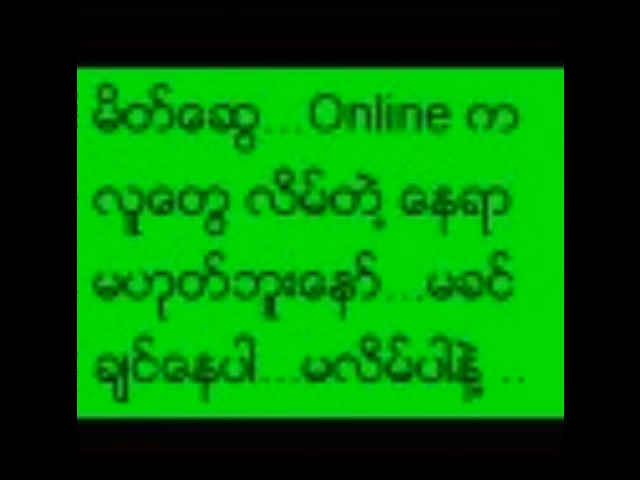 မိတ်ဆွေ...Online က
လူတွေ လိမ်တဲ့ နေရာ
မဟုတ်ဘူးနော်...မခင်
ချင်နေပါ...မလိမ်ပါနဲ့ ..